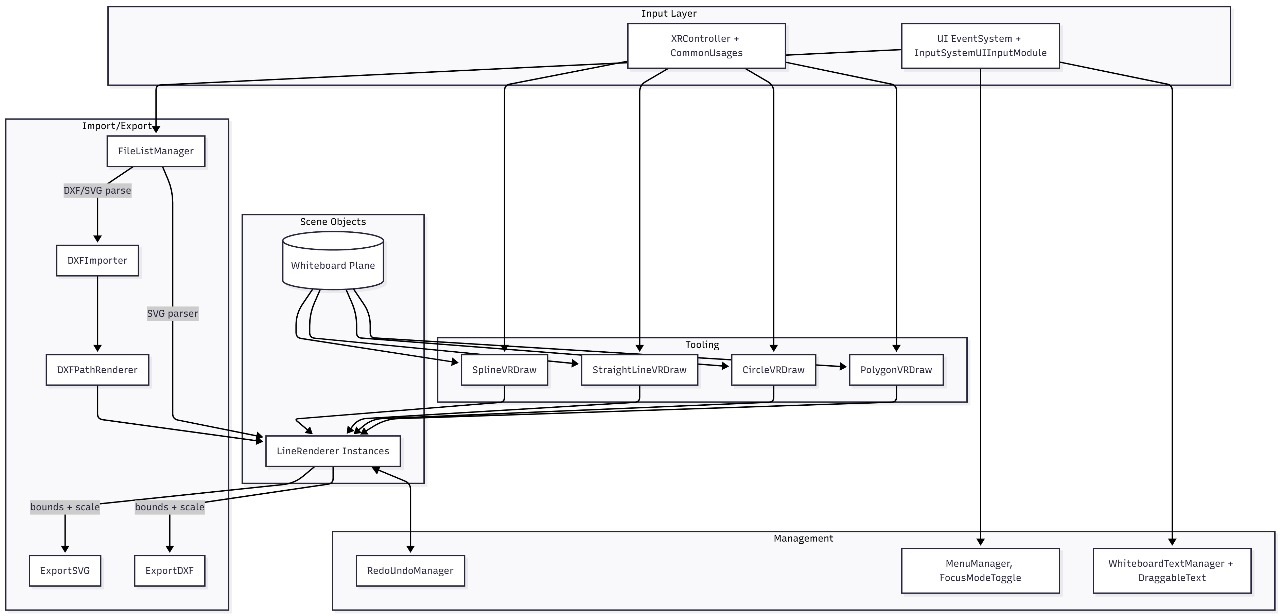 Input Layer
XRController +
CommonUsages
UI EventSystem +
InputSystemUIInputModule
Import/Export
FileListManager
DXF/SVG parse
DXFImporter
SVG parser
DXFPathRenderer
Scene Objects
Whiteboard Plane
Tooling
SplineVRDraw
StraightLineVRDraw
CircleVRDraw
PolygonVRDraw
LineRenderer Instances
bounds + scale
bounds + scale
ExportSVG
ExportDXF
Management
RedoUndoManager
MenuManager,
FocusModeToggle
WhiteboardTextManager +
DraggableText